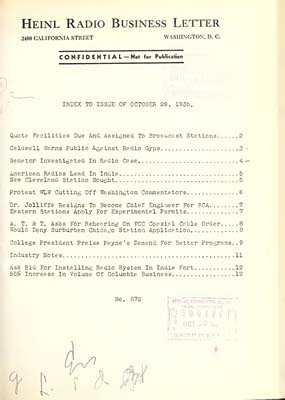 HEINL RADIO BUSINESS LETTER
2400 CALIFORNIA STREET WASHINGTON, D. C.
CONFIDENTIAL—Not for Publication
INDEX TO ISSUE OF OCTOBER 29, 1935.
Quota Facilities Due And Assigned To Broadcast Stations......2
Caldwell Warns Public Against Radio Gyps.....................3
Senator Investigated In Radio Case...........................4
American Radios Lead In India................................5
New Cleveland Station Sought.................................5
Protest WLW Cutting Off Washington Commentators..............6
Dr. Jolliffe Resigns To Become Chief Engineer For RCA........7
Eastern Stations Apply For Experimental Permits..............7
A. T. & T. Asks For Rehearing On FCC Coaxial Cable Order.....8
Would Deny Surburban Chicago Station Application.............8
College President Praise Payne's Demand For Better Programs..9
Industry Notes...............................................11
Ask Bid For Installing Radio System In India Fort............12
55% Increase In Volume Of Columbia Business..................12
No. 872